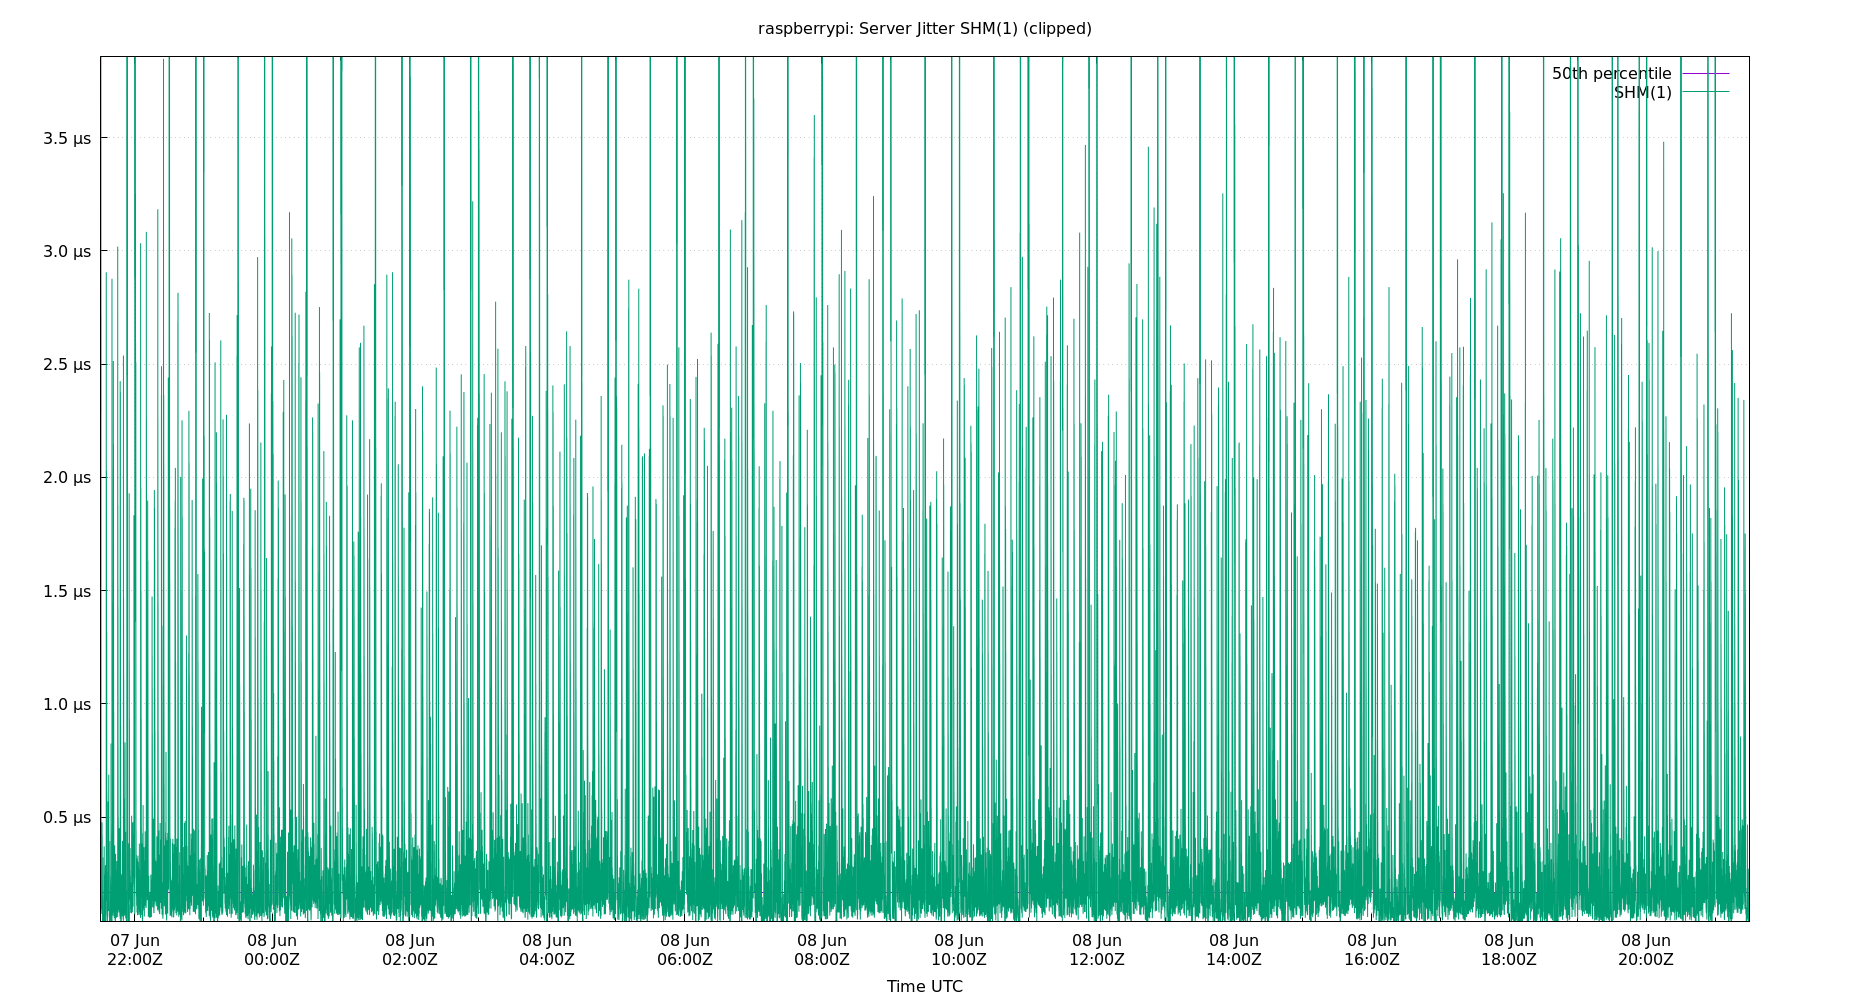 raspberrypi: Server Jitter SHM(1) (clipped)
50th percentile
SHM(1)
3.5 µs
3.0 µs
2.5 µs
2.0 µs
1.5 µs
1.0 µs
0.5 µs
07 Jun 08 Jun 08 Jun 08 Jun 08 Jun 08 Jun 08 Jun 08 Jun 08 Jun 08 Jun 08 Jun 08 Jun
22:00Z 00:00Z 02:00Z 04:00Z 06:00Z 08:00Z 10:00Z 12:00Z 14:00Z 16:00Z 18:00Z 20:00Z
Time UTC